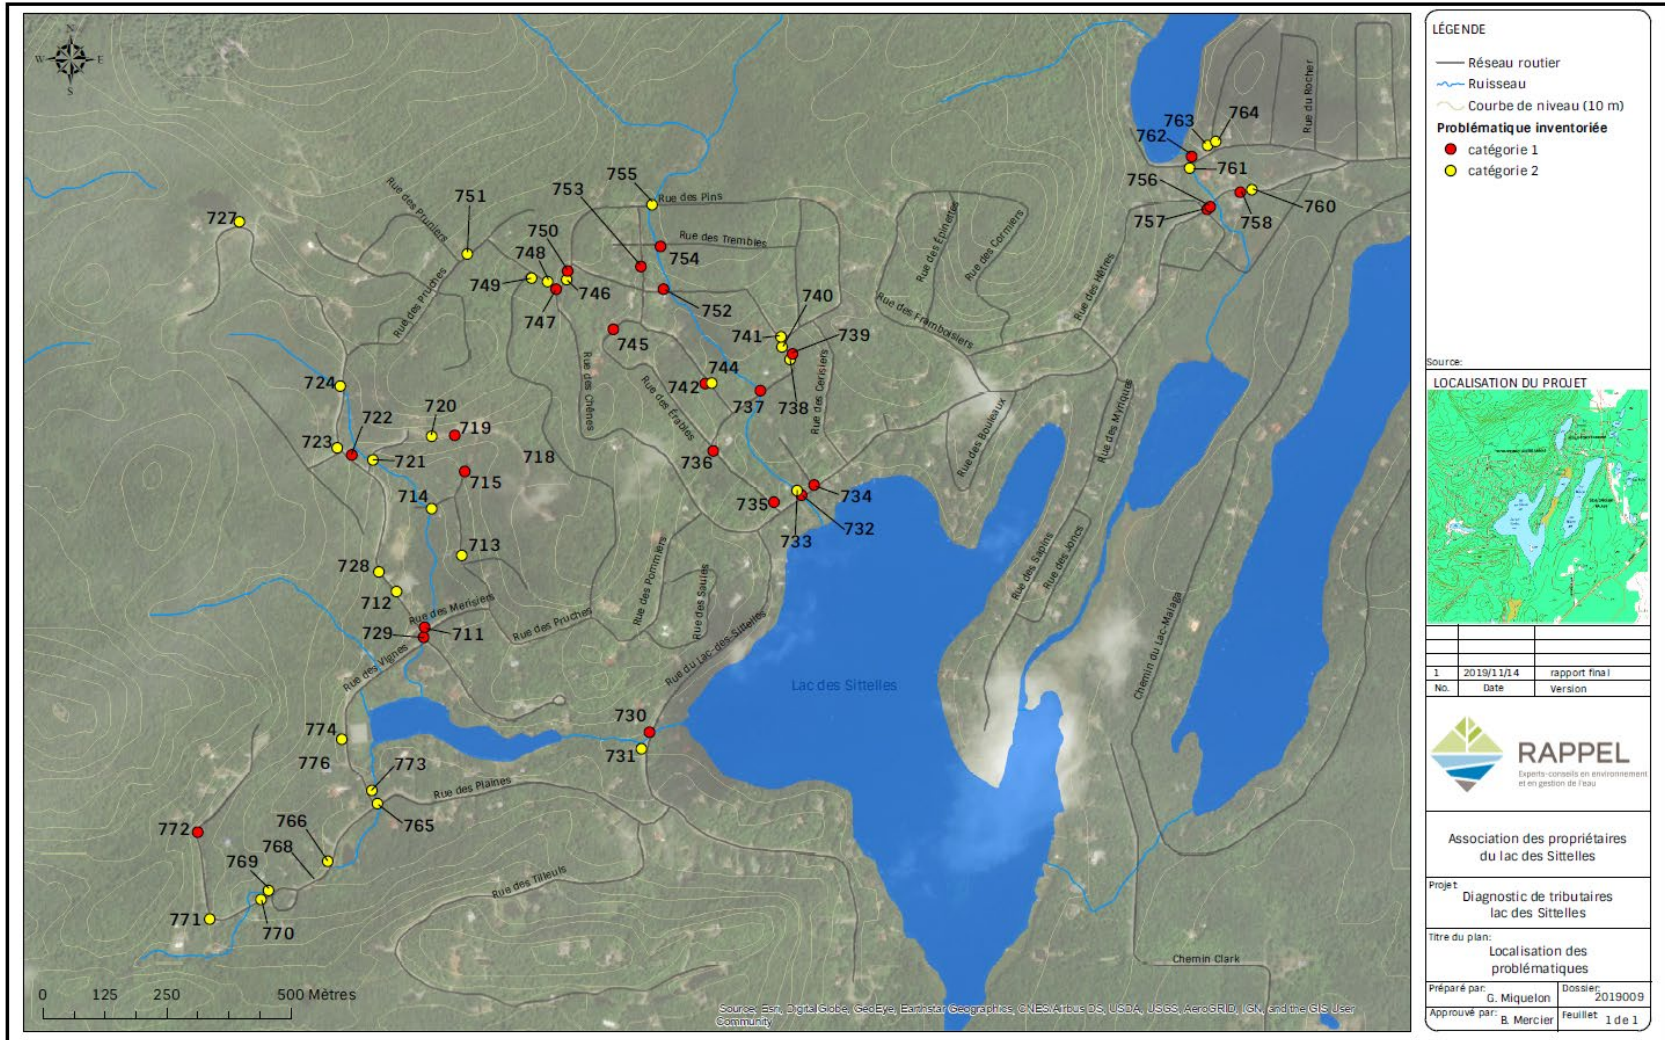 N
W
E
S
763
764
762
761
756
757
758
760
Rue du Rocher
755
753
751
750
748
749
746
747
754
752
745
727
Rue des Pruniers
Rue des Pruches
Rue des Pins
Rue des Trembles
Rue des Épinettes
Rue des Cormiers
Rue des Hêtres
Rue des Framboisiers
740
741
739
738
Rue des Cerisiers
744
742
737
724
722
720
719
723
721
718
715
714
736
735
734
733
732
Rue des Chênes
Rue des Érables
Rue des Bouleaux
Rue des Myriques
713
728
712
729
711
Rue des Merisiers
Rue des Pruches
Rue des Pommiers
Rue des Saules
Rue des Sapins
Rue des Joncs
Rue des Vignes
Rue du Lac-des-Sittelles
Lac des Sittelles
Chemin du Lac-Malaga
730
731
774
776
773
765
Rue des Plaines
772
766
768
769
771
770
Rue des Tilleuls
Chemin Clark
0 125 250 500 Mètres
Source: Esri, DigitalGlobe, GeoEye, Earthstar Geographics, CNES/Airbus DS, USDA, USGS, AeroGRID, IGN, and the GIS User
Community
LÉGENDE
Réseau routier
Ruisseau
Courbe de niveau (10 m)
Problématique inventoriée
catégorie 1
catégorie 2
Source:
LOCALISATION DU PROJET
1 2019/11/14 rapport final
No. Date Version
RAPPEL
Experts-conseils en environnement
et en gestion de l'eau
Association des propriétaires
du lac des Sittelles
Projet
Diagnostic de tributaires
lac des Sittelles
Titre du plan:
Localisation des
problématiques
Préparé par: G. Miquelon
Dossier: 2019009
Approuvé par: B. Mercier
Feuillet 1 de 1